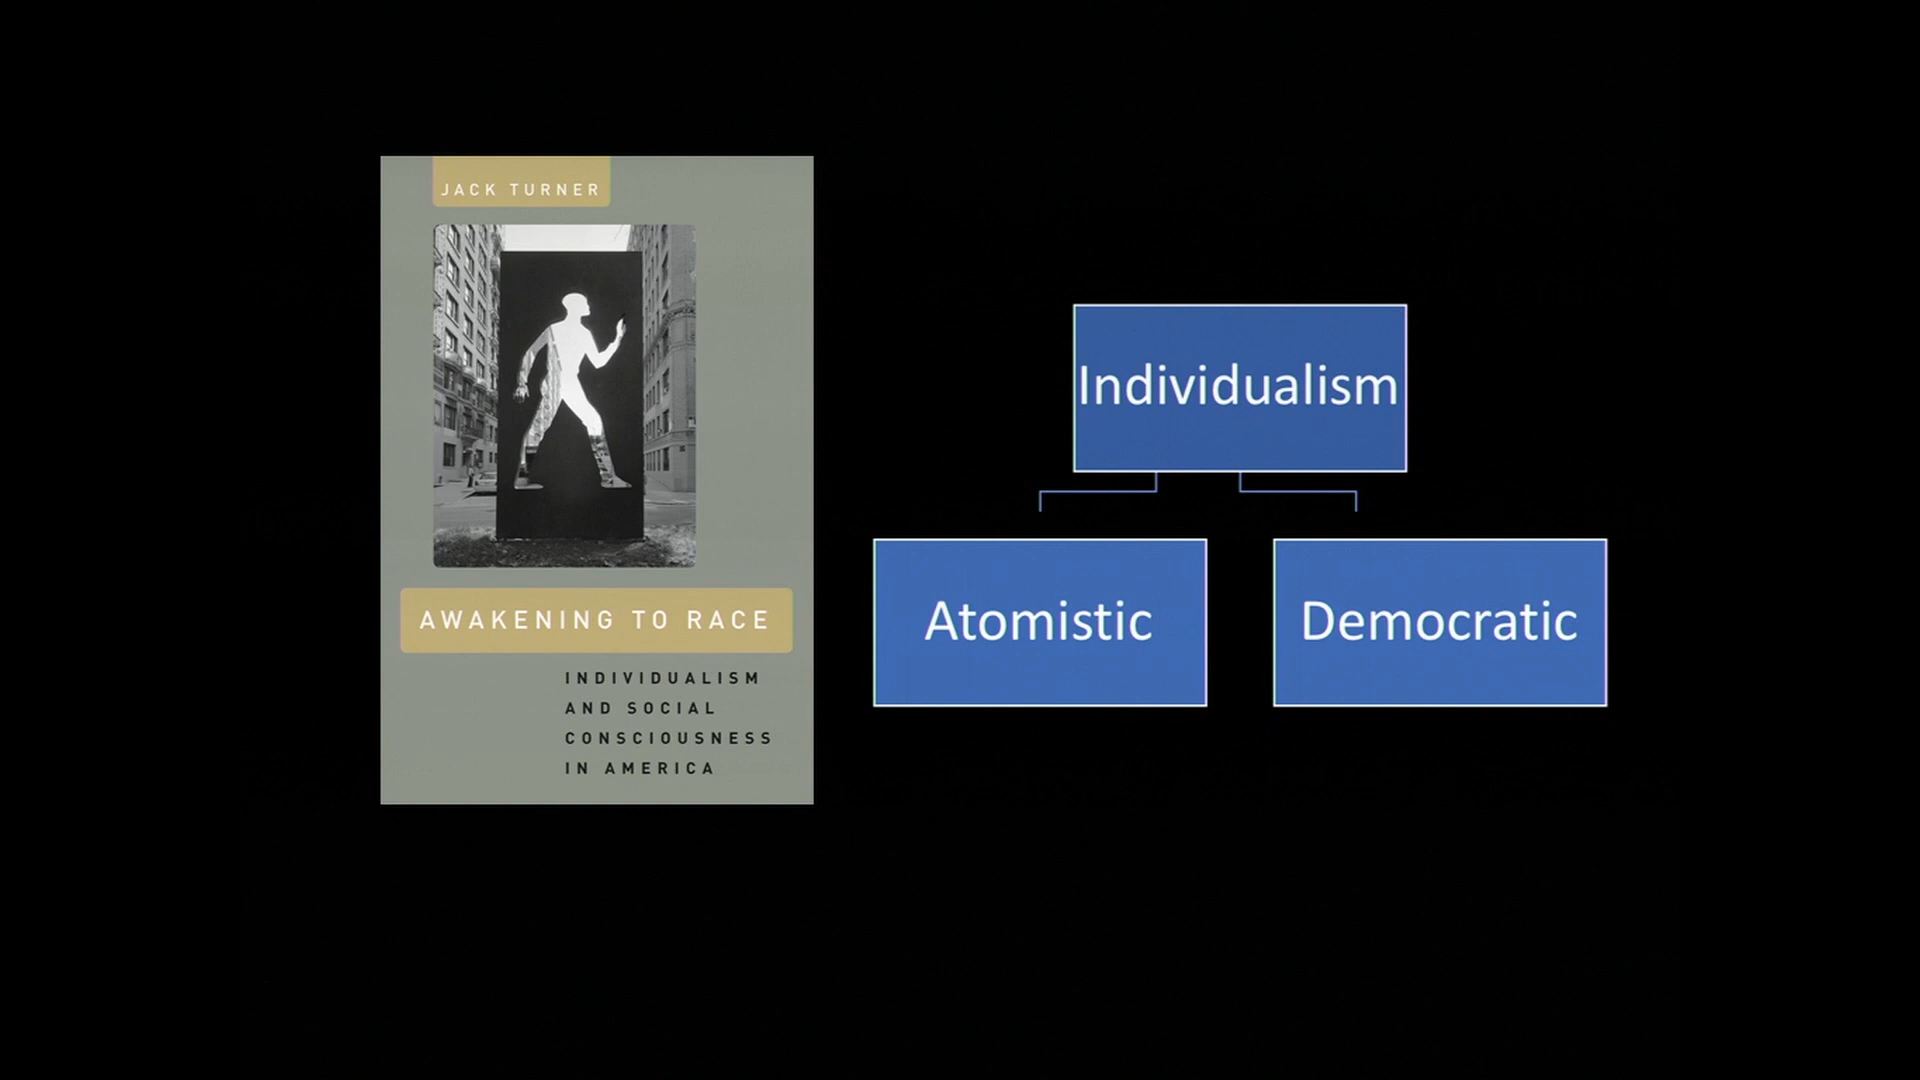 JACK TURNER
AWAKENING TO RACE
INDIVIDUALISM
AND SOCIAL
CONSCIOUSNESS
IN AMERICA
Individualism
Atomistic
Democratic